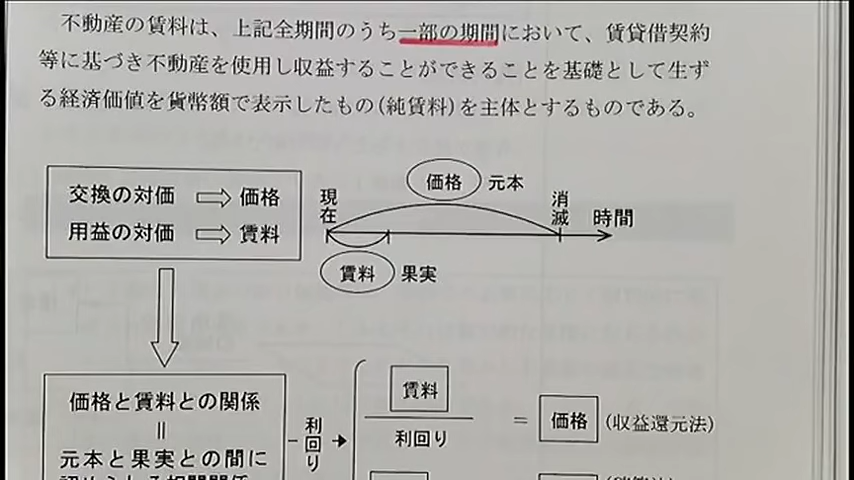 不動産の賃料は、上記全期間のうち一部の期間において、賃貸借契約
等に基づき不動産を使用し収益することができることを基礎として生ず
る経済価値を貨幣額で表示したもの(純賃料)を主体とするものである。
交換の対価 ⇨ 価格
用益の対価 ⇨ 賃料
価格 元本
現在
消滅
時間
賃料 果実
価格と賃料との関係
||
元本と果実との間に
利回り
賃料
利回り
= 価格 (収益還元法)